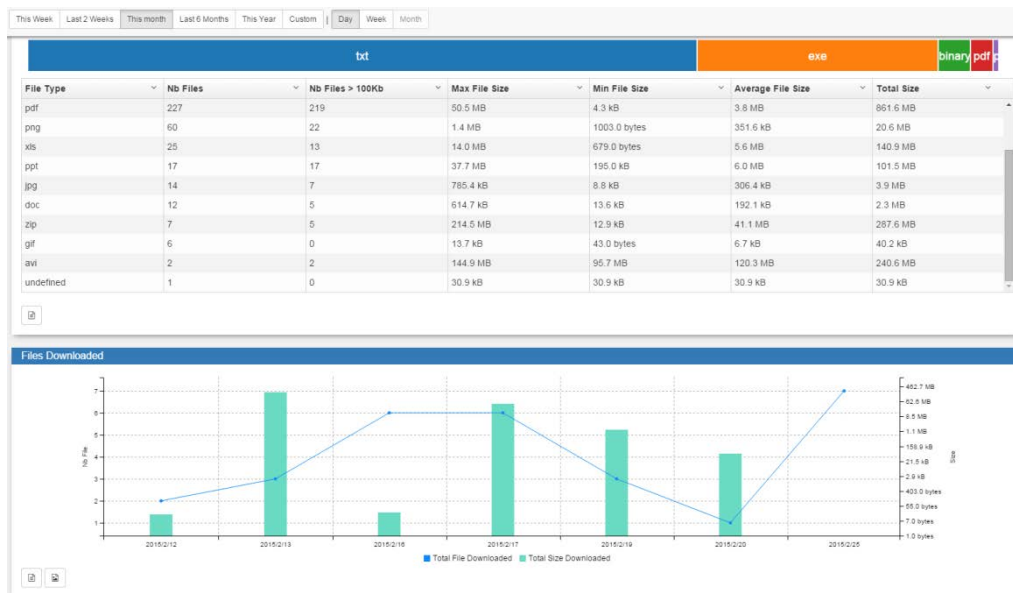 This Week Last 2 Weeks This month Last 6 Months This Year Custom | Day Week Month
txt exe binary pdf p
File Type Nb Files Nb Files > 100Kb Max File Size Min File Size Average File Size Total Size
pdf 227 219 50.5 MB 4.3 kB 3.8 MB 861.6 MB
png 60 22 1.4 MB 1003.0 bytes 351.6 kB 20.6 MB
xls 25 13 14.0 MB 679.0 bytes 5.6 MB 140.9 MB
ppt 17 17 37.7 MB 195.0 kB 6.0 MB 101.5 MB
jpg 14 7 785.4 kB 8.8 kB 306.4 kB 3.9 MB
doc 12 5 614.7 kB 13.6 kB 192.1 kB 2.3 MB
zip 7 5 214.5 MB 12.9 kB 41.1 MB 287.6 MB
gif 6 0 13.7 kB 43.0 bytes 6.7 kB 40.2 kB
avi 2 2 144.9 MB 95.7 MB 120.3 MB 240.6 MB
undefined 1 0 30.9 kB 30.9 kB 30.9 kB 30.9 kB
Files Downloaded
Nb File
7
6
5
4
3
2
1
462.7 MB
62.6 MB
8.5 MB
1.1 MB
158.9 kB
21.5 kB
2.9 kB
403.0 bytes
55.0 bytes
7.0 bytes
1.0 bytes
Size
2015/2/12 2015/2/13 2015/2/16 2015/2/17 2015/2/19 2015/2/20 2015/2/25
Total File Downloaded Total Size Downloaded